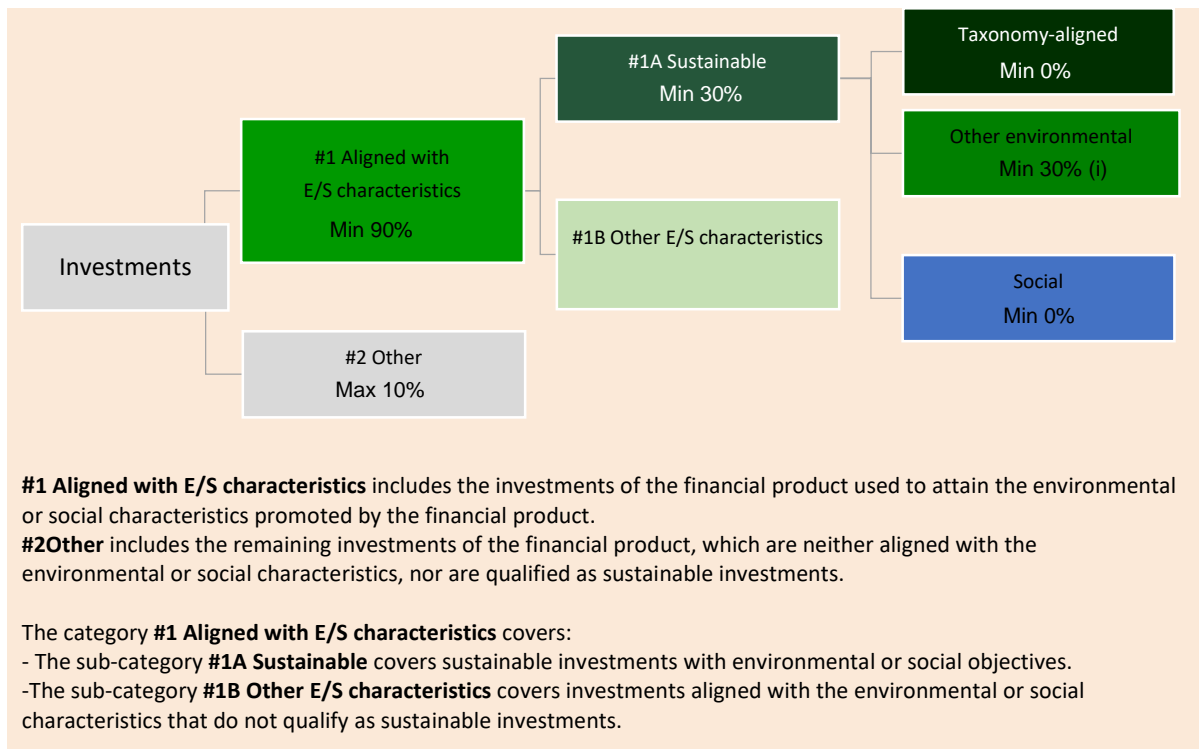 Investments
#1 Aligned with
E/S characteristics
Min 90%
#2 Other
Max 10%
#1A Sustainable
Min 30%
#1B Other E/S characteristics
Taxonomy-aligned
Min 0%
Other environmental
Min 30% (i)
Social
Min 0%
#1 Aligned with E/S characteristics includes the investments of the financial product used to attain the environmental
or social characteristics promoted by the financial product.
#2Other includes the remaining investments of the financial product, which are neither aligned with the
environmental or social characteristics, nor are qualified as sustainable investments.
The category #1 Aligned with E/S characteristics covers:
- The sub-category #1A Sustainable covers sustainable investments with environmental or social objectives.
-The sub-category #1B Other E/S characteristics covers investments aligned with the environmental or social
characteristics that do not qualify as sustainable investments.